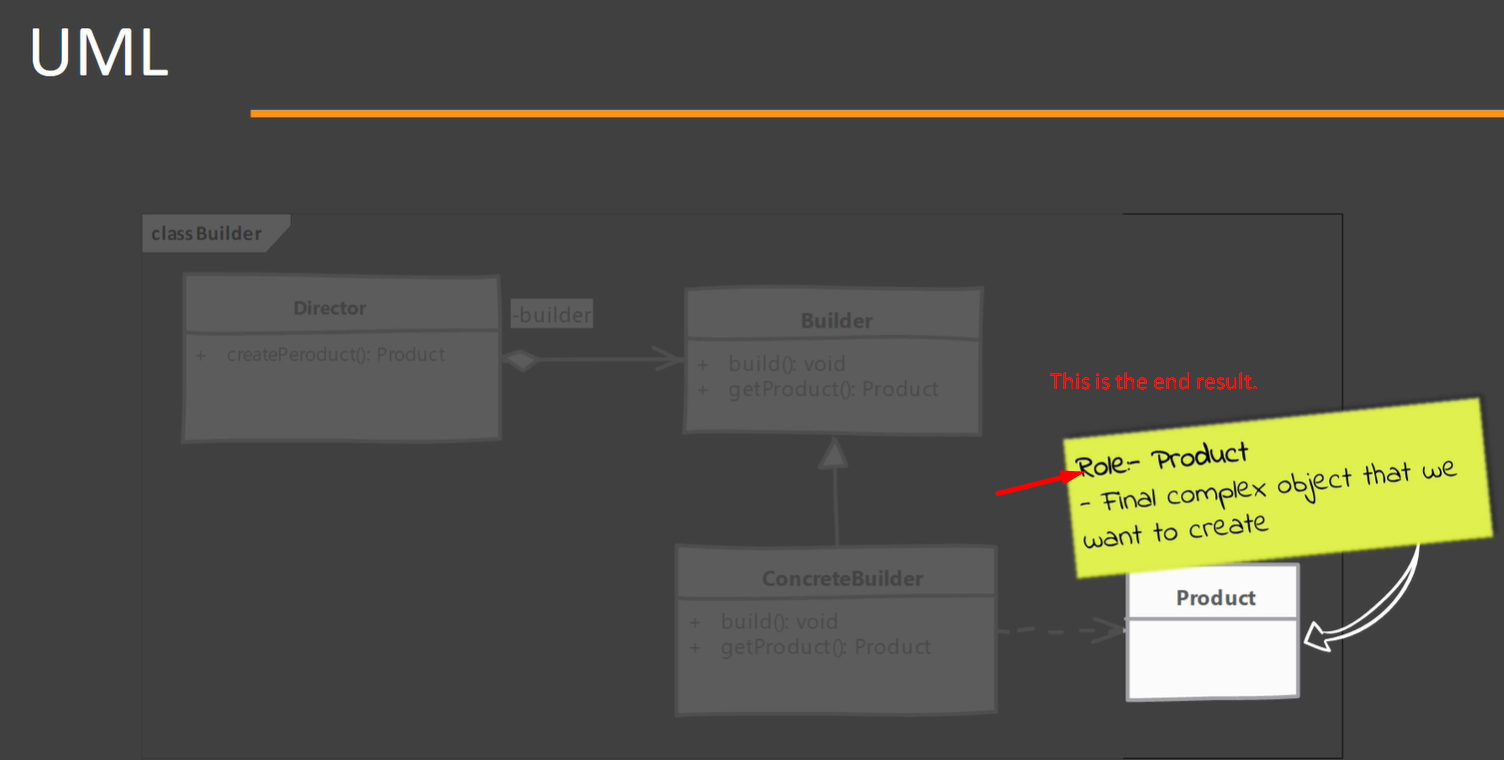 UML
class Builder
Director
+ createPeroduct(): Product
-builder
Builder
+ build(): void
+ getProduct(): Product
This is the end result.
Role:- Product
- Final complex object that we
want to create
ConcreteBuilder
+ build(): void
+ getProduct(): Product
Product